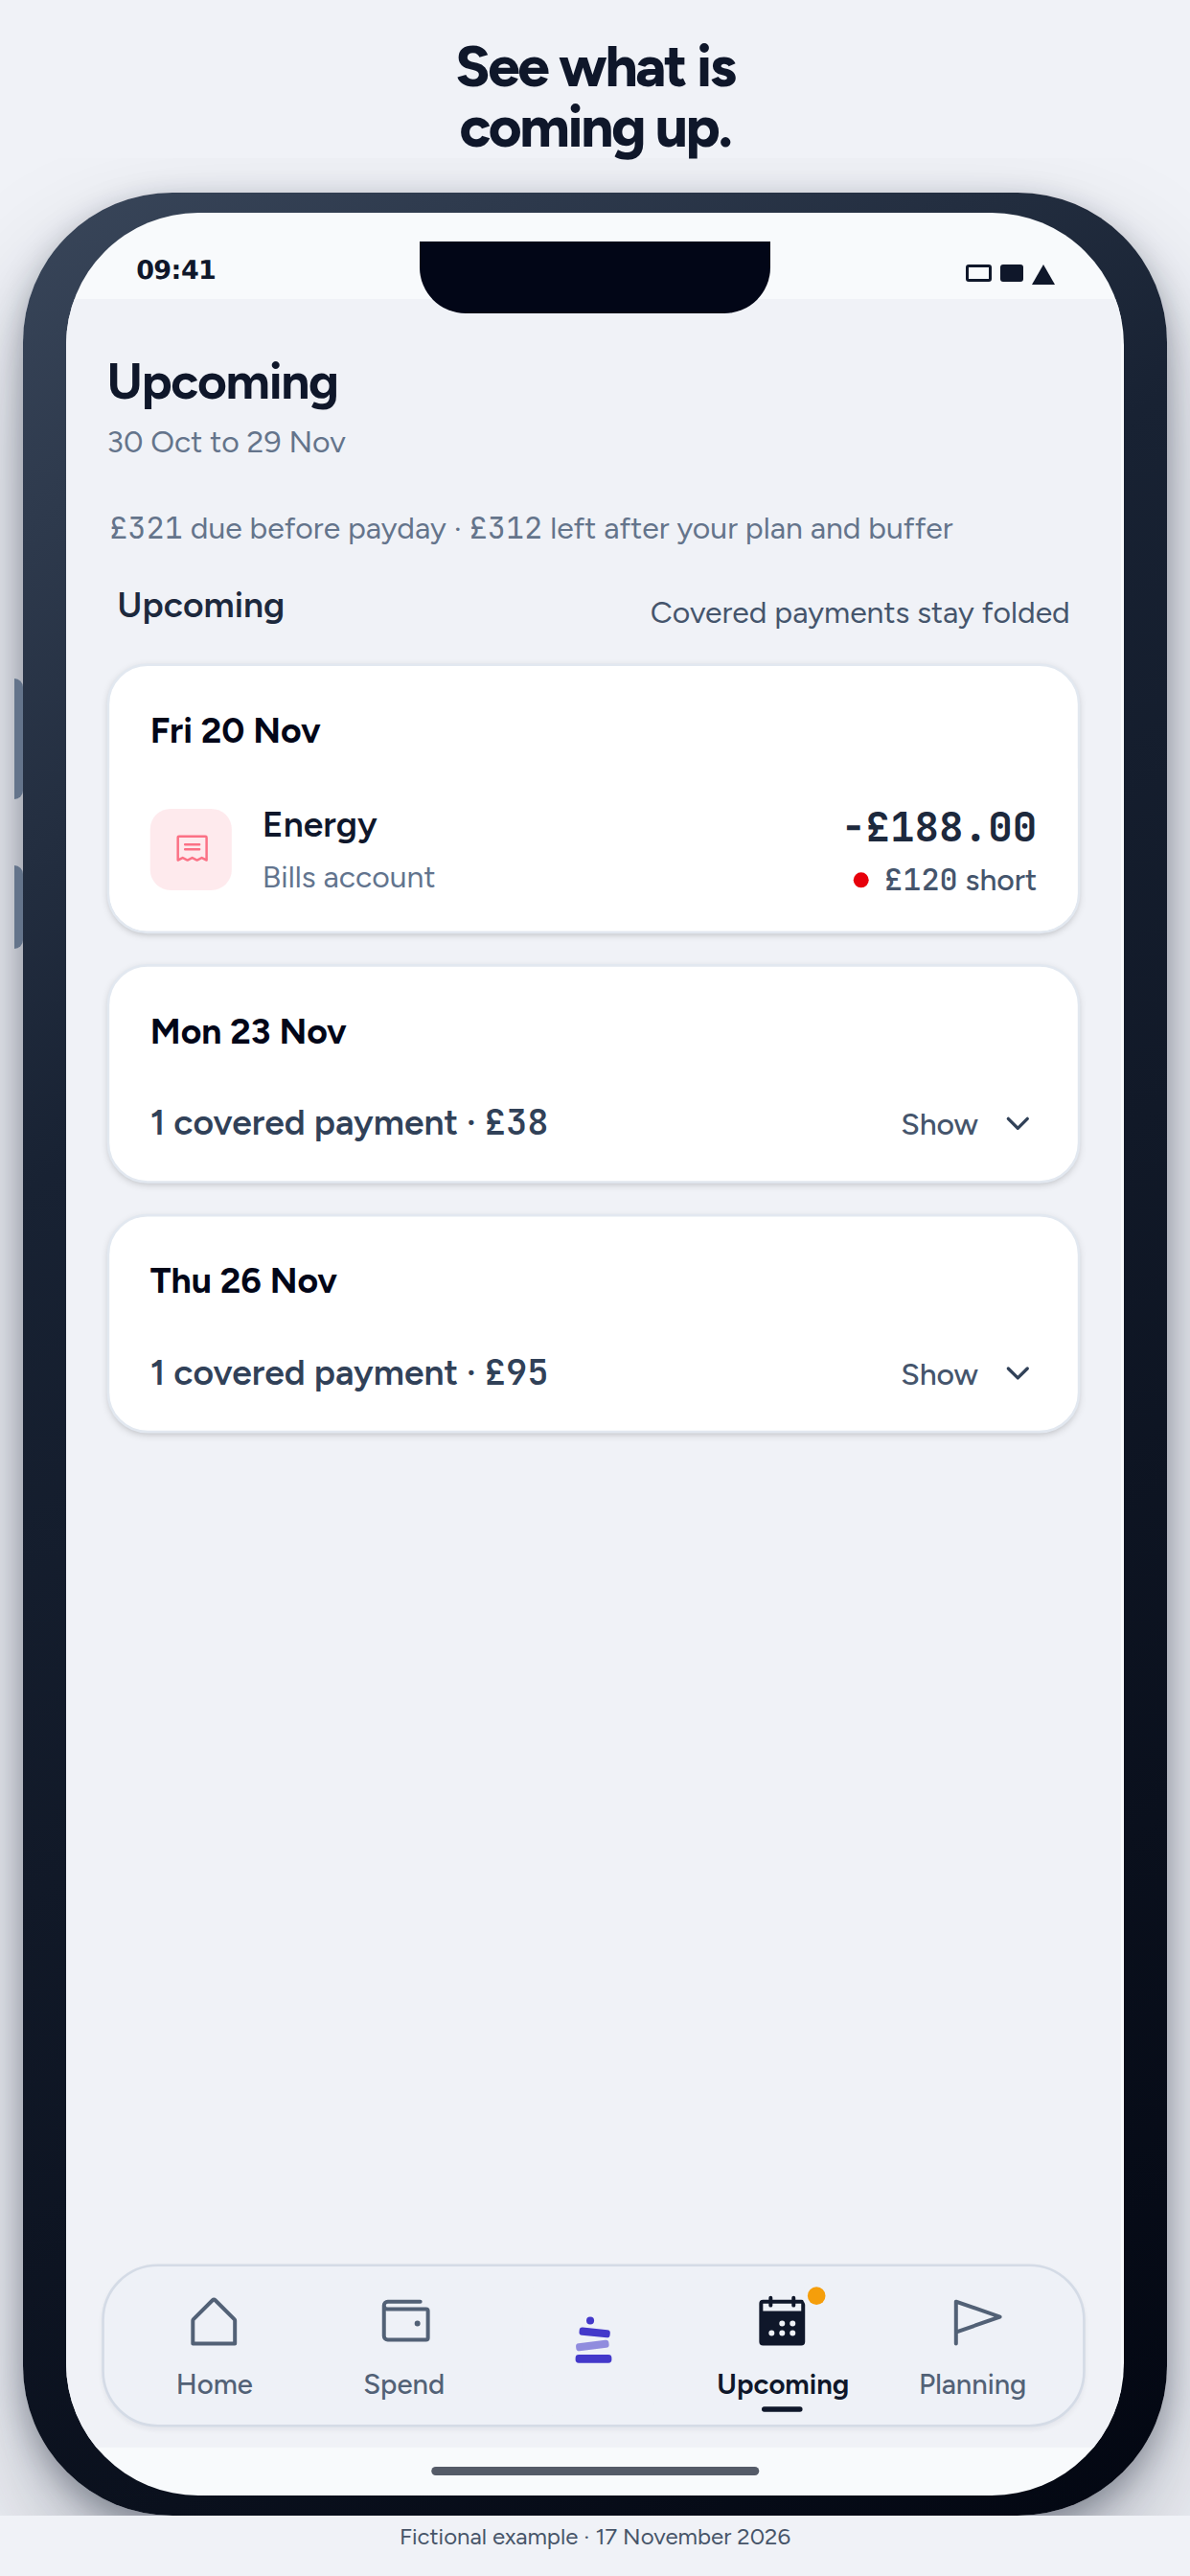 See what is
coming up.
09:41
Upcoming
30 Oct to 29 Nov
£321 due before payday · £312 left after your plan and buffer
Upcoming
Covered payments stay folded
Fri 20 Nov
Energy
-£188.00
Bills account
£120 short
Mon 23 Nov
1 covered payment · £38
Show
Thu 26 Nov
1 covered payment · £95
Show
Home
Spend
Upcoming
Planning
Fictional example · 17 November 2026